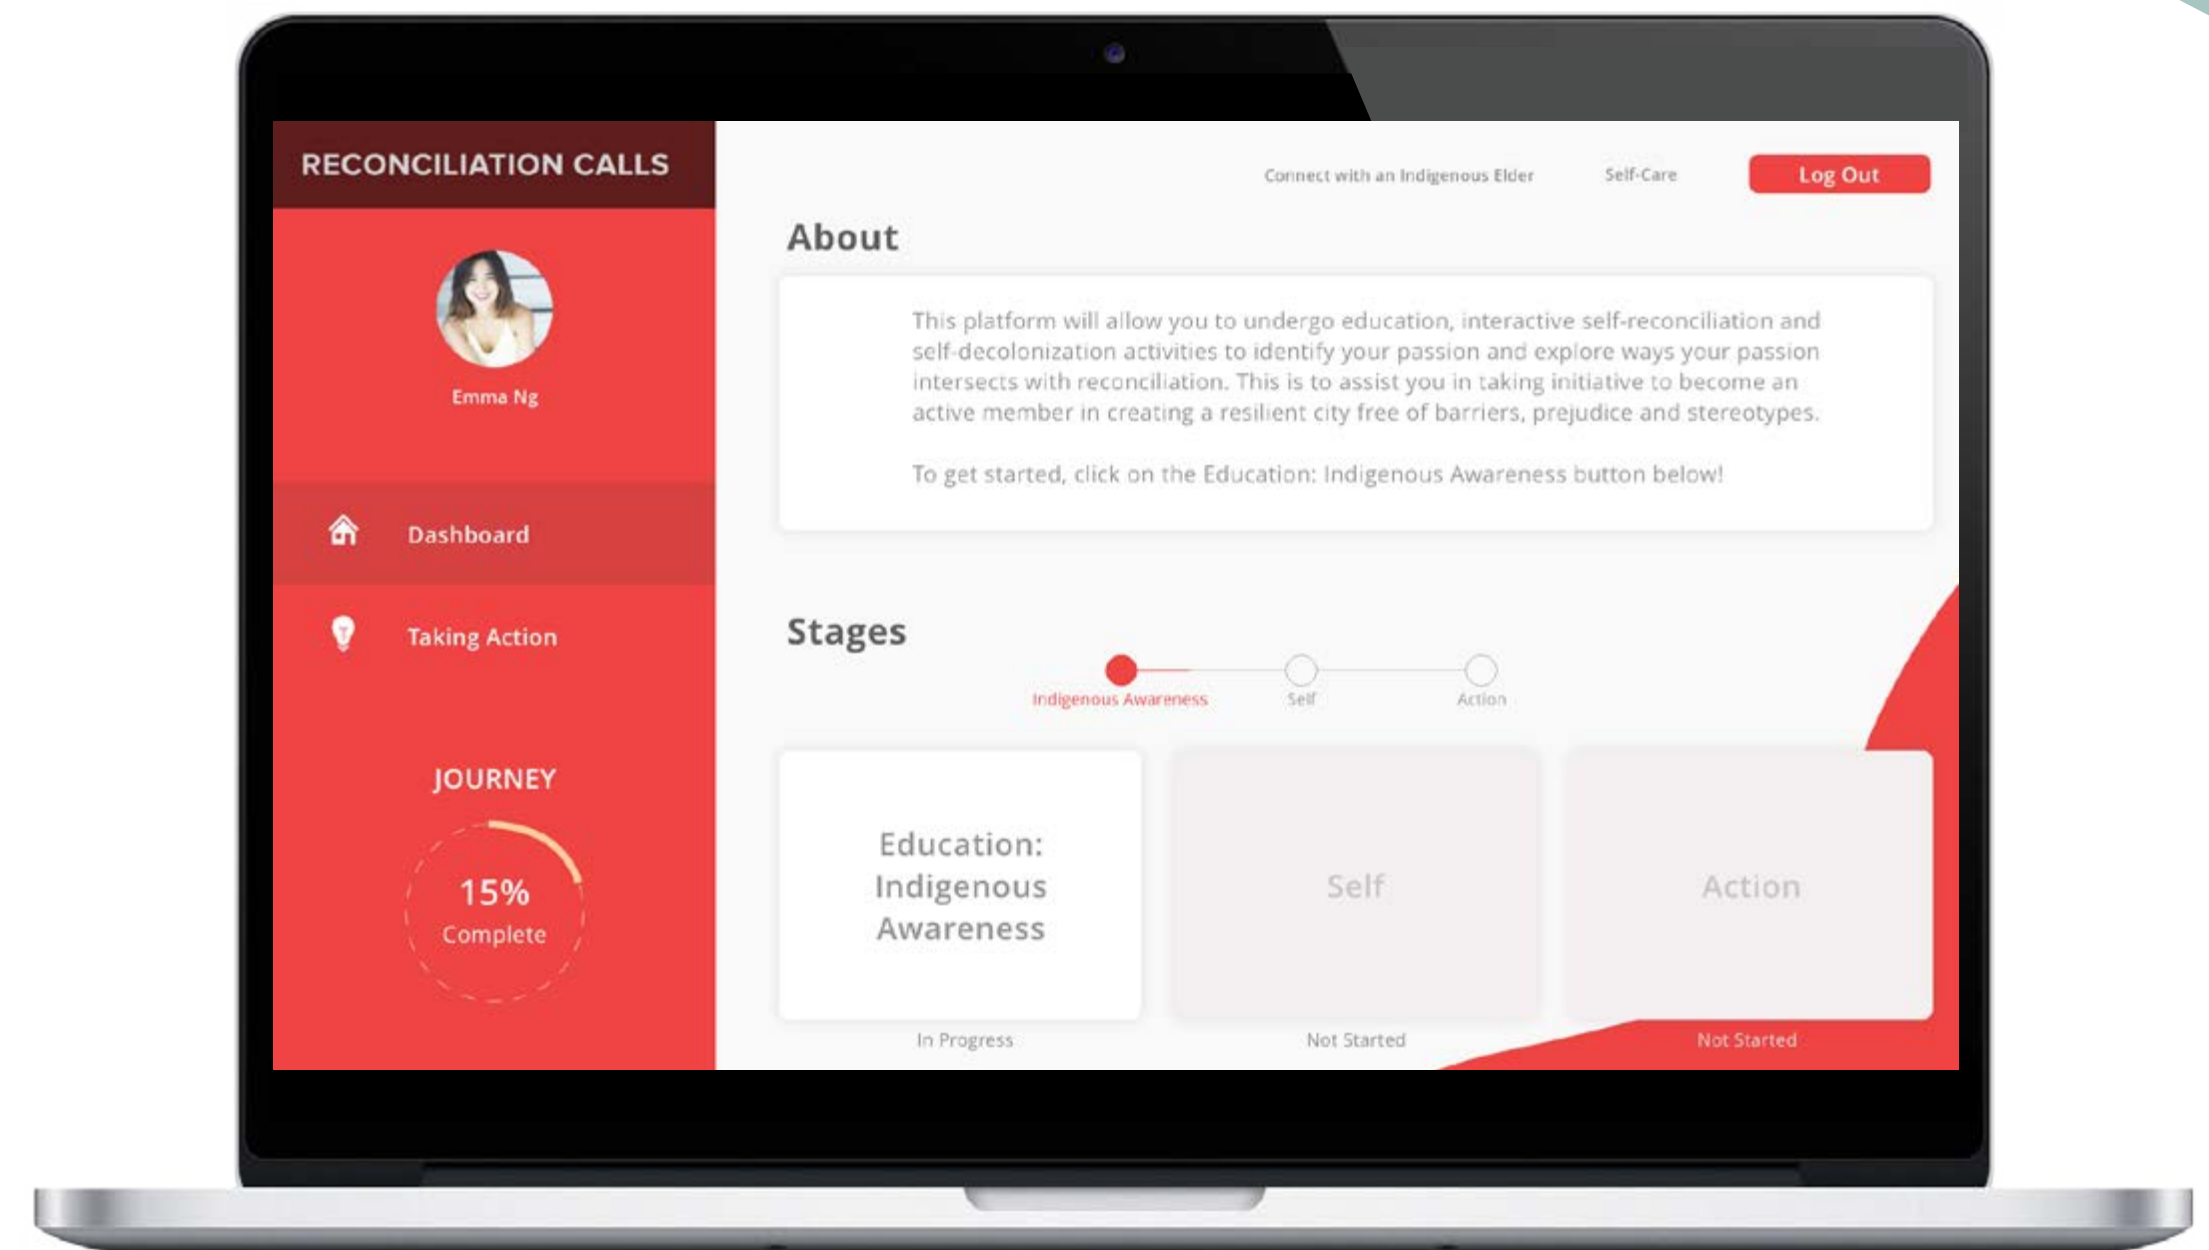 RECONCILIATION CALLS
Emma Ng
Dashboard
Taking Action
JOURNEY
15%
Complete
Connect with an Indigenous Elder
Self-Care
Log Out
About
This platform will allow you to undergo education, interactive self-reconciliation and
self-decolonization activities to identify your passion and explore ways your passion
intersects with reconciliation. This is to assist you in taking initiative to become an
active member in creating a resilient city free of barriers, prejudice and stereotypes.
To get started, click on the Education: Indigenous Awareness button below!
Stages
Indigenous Awareness
Self
Action
Education:
Indigenous
Awareness
In Progress
Self
Not Started
Action
Not Started